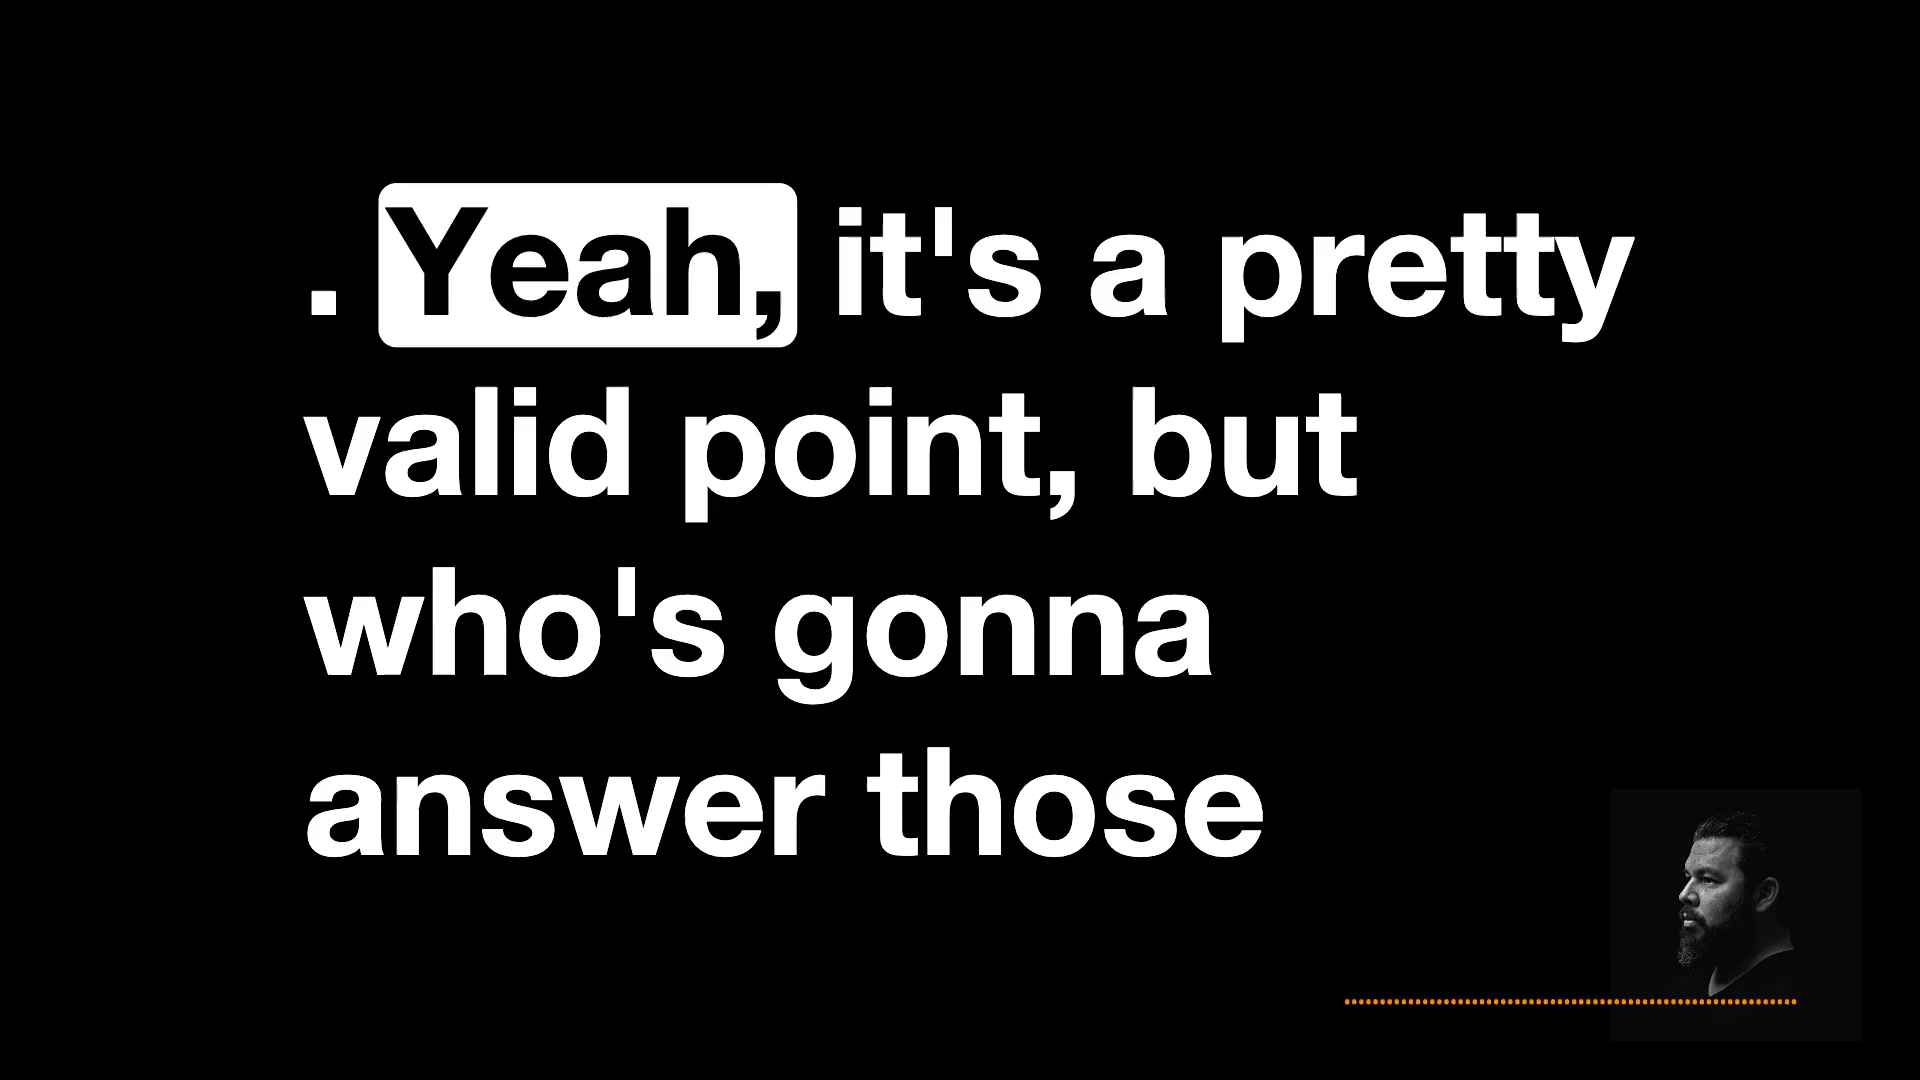 . Yeah, it's a pretty
valid point, but
who's gonna
answer those